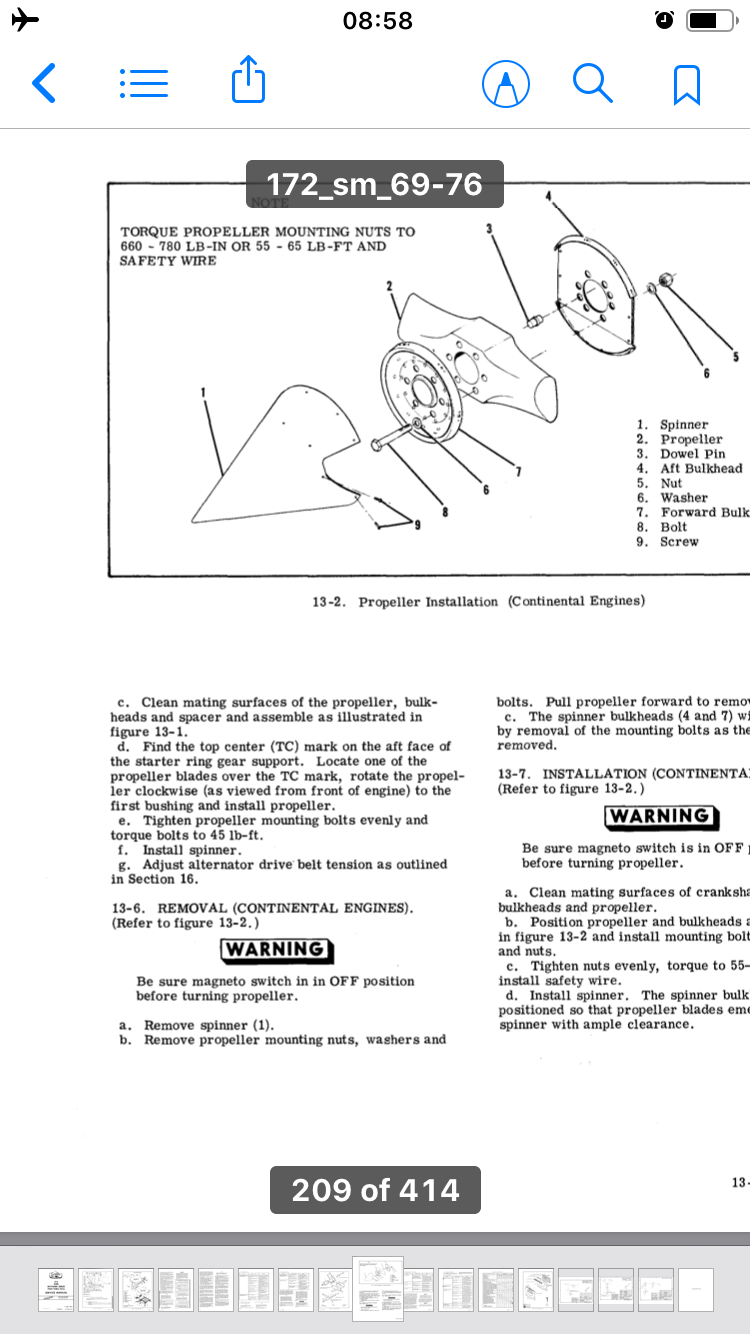 08:58
172_sm_69-76
NOTE
TORQUE PROPELLER MOUNTING NUTS TO
660 - 780 LB-IN OR 55 - 65 LB-FT AND
SAFETY WIRE
4
3
2
5
6
1
7
6
8
9
1. Spinner
2. Propeller
3. Dowel Pin
4. Aft Bulkhead
5. Nut
6. Washer
7. Forward Bulk
8. Bolt
9. Screw
13-2. Propeller Installation (Continental Engines)
c. Clean mating surfaces of the propeller, bulk-
heads and spacer and assemble as illustrated in
figure 13-1.
d. Find the top center (TC) mark on the aft face of
the starter ring gear support. Locate one of the
propeller blades over the TC mark, rotate the propel-
ler clockwise (as viewed from front of engine) to the
first bushing and install propeller.
e. Tighten propeller mounting bolts evenly and
torque bolts to 45 lb-ft.
f. Install spinner.
g. Adjust alternator drive belt tension as outlined
in Section 16.
13-6. REMOVAL (CONTINENTAL ENGINES).
(Refer to figure 13-2.)
WARNING
Be sure magneto switch in in OFF position
before turning propeller.
a. Remove spinner (1).
b. Remove propeller mounting nuts, washers and
bolts. Pull propeller forward to remov
c. The spinner bulkheads (4 and 7) wi
by removal of the mounting bolts as the
removed.
13-7. INSTALLATION (CONTINENTA
(Refer to figure 13-2.)
WARNING
Be sure magneto switch is in OFF
before turning propeller.
a. Clean mating surfaces of cranksha
bulkheads and propeller.
b. Position propeller and bulkheads a
in figure 13-2 and install mounting bolt
and nuts.
c. Tighten nuts evenly, torque to 55-
install safety wire.
d. Install spinner. The spinner bulk
positioned so that propeller blades eme
spinner with ample clearance.
13-
209 of 414